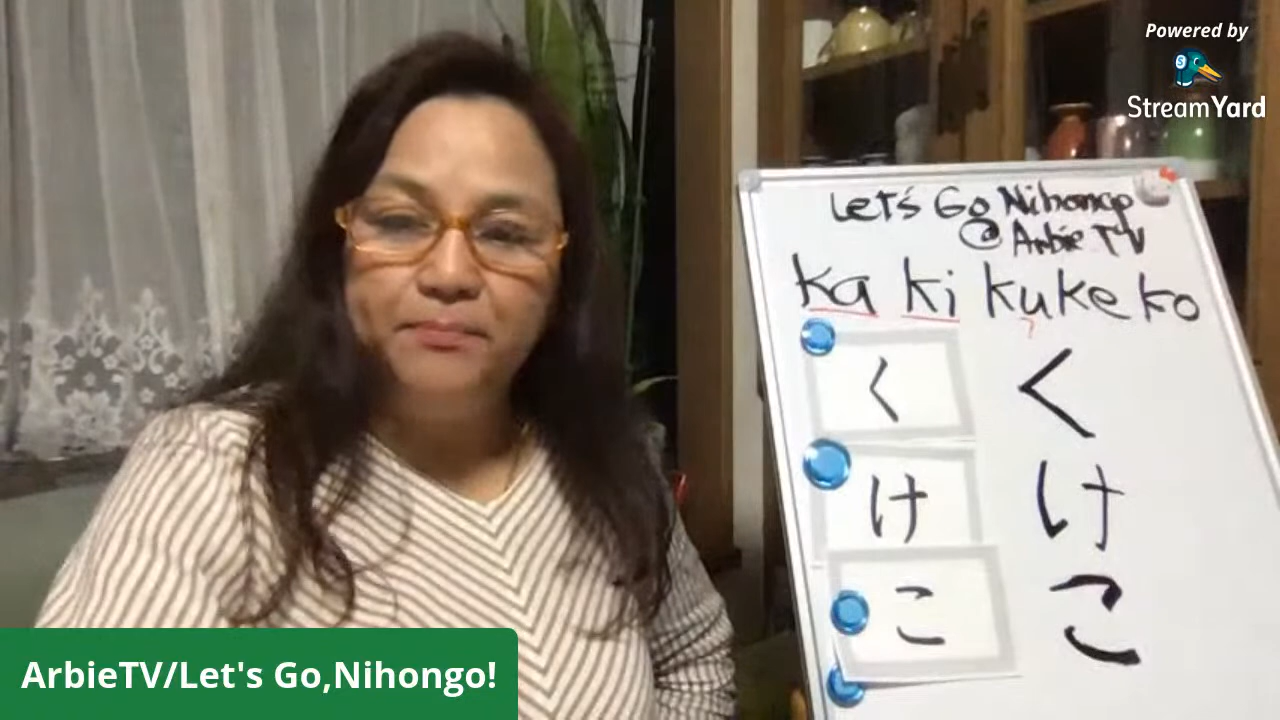 Powered by
StreamYard
Let's Go Nihongo
@ Arbie TV
ka ki ku ke ko
く く
け け
こ こ
ArbieTV/Let's Go,Nihongo!